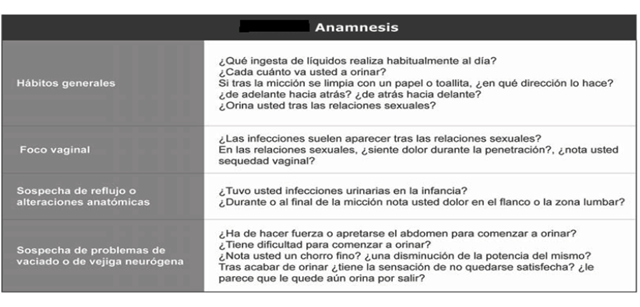 Anamnesis
Hábitos generales
¿Qué ingesta de líquidos realiza habitualmente al día?
¿Cada cuánto va usted a orinar?
Si tras la micción se limpia con un papel o toallita, ¿en qué dirección lo hace?
¿de adelante hacia atrás? ¿de atrás hacia delante?
¿Orina usted tras las relaciones sexuales?
Foco vaginal
¿Las infecciones suelen aparecer tras las relaciones sexuales?
En las relaciones sexuales, ¿siente dolor durante la penetración?, ¿nota usted
sequedad vaginal?
Sospecha de reflujo o
alteraciones anatómicas
¿Tuvo usted infecciones urinarias en la infancia?
¿Durante o al final de la micción nota usted dolor en el flanco o la zona lumbar?
Sospecha de problemas de
vaciado o de vejiga neurógena
¿Ha de hacer fuerza o apretarse el abdomen para comenzar a orinar?
¿Tiene dificultad para comenzar a orinar?
¿Nota usted un chorro fino? ¿una disminución de la potencia del mismo?
Tras acabar de orinar ¿tiene la sensación de no quedarse satisfecha? ¿le
parece que le quede aún orina por salir?